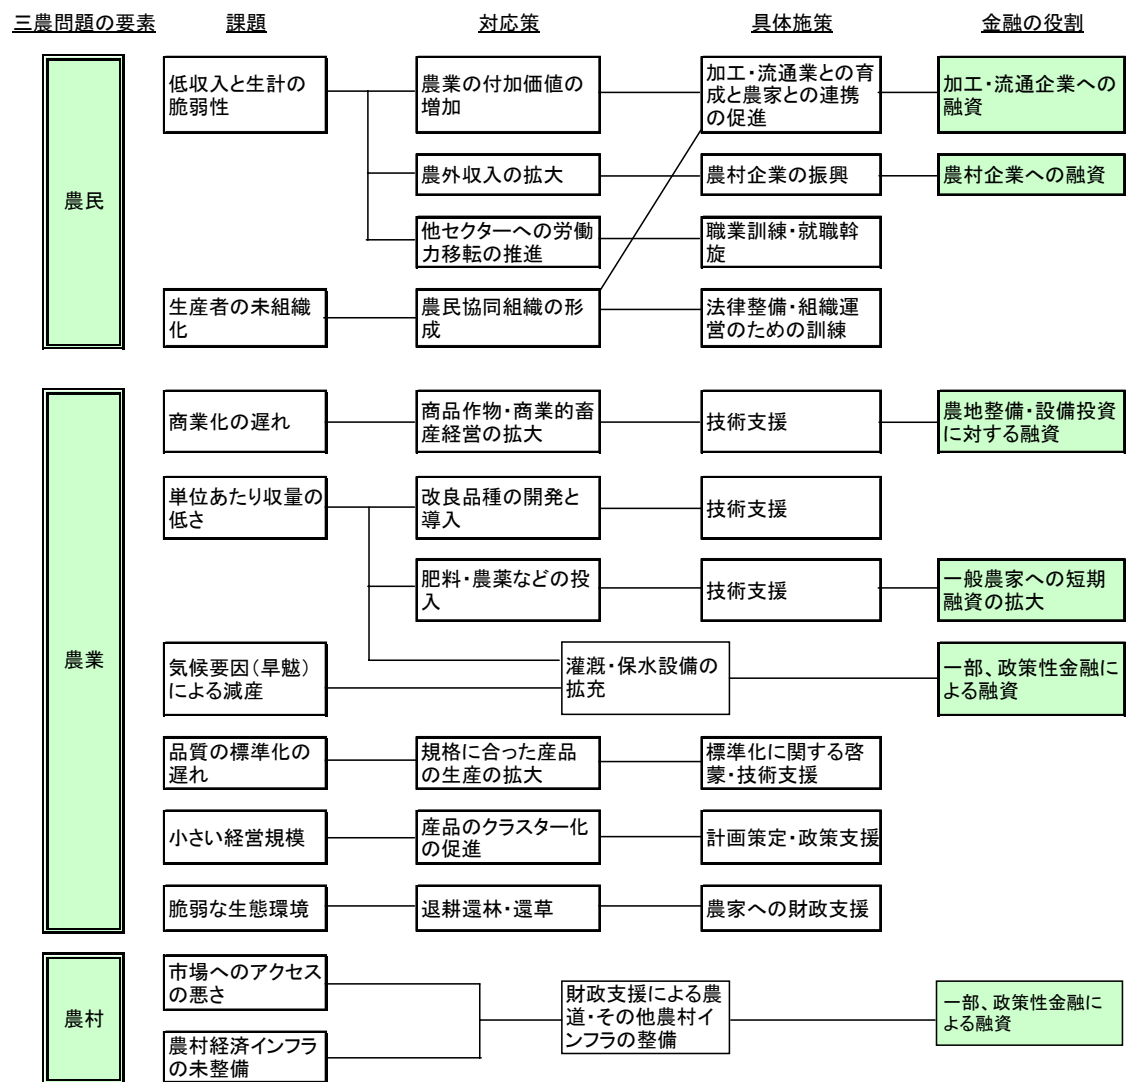 三農問題の要素 課題 対応策 具体施策 金融の役割
農民
低収入と生計の
脆弱性
農業の付加価値の
増加
加工・流通業との育
成と農家との連携
の促進
加工・流通企業への
融資
農外収入の拡大
農村企業の振興
農村企業への融資
他セクターへの労働
力移転の推進
職業訓練・就職斡
旋
生産者の未組織
化
農民協同組織の形
成
法律整備・組織運
営のための訓練
農業
商業化の遅れ
商品作物・商業的畜
産経営の拡大
技術支援
農地整備・設備投資
に対する融資
単位あたり収量の
低さ
改良品種の開発と
導入
技術支援
肥料・農薬などの投
入
技術支援
一般農家への短期
融資の拡大
気候要因(旱魃)
による減産
灌漑・保水設備の
拡充
一部、政策性金融に
よる融資
品質の標準化の
遅れ
規格に合った産品
の生産の拡大
標準化に関する啓
蒙・技術支援
小さい経営規模
産品のクラスター化
の促進
計画策定・政策支援
脆弱な生態環境
退耕還林・還草
農家への財政支援
農村
市場へのアクセス
の悪さ
農村経済インフラ
の未整備
財政支援による農
道・その他農村イ
ンフラの整備
一部、政策性金融に
よる融資